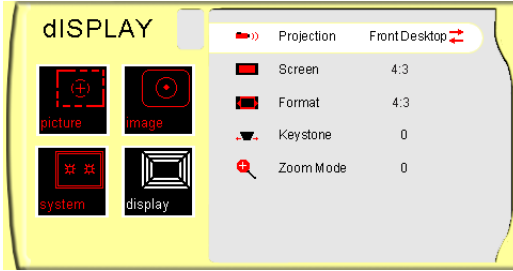 dISPLAY
picture
image
system
display
Projection Front Desktop
Screen 4:3
Format 4:3
Keystone 0
Zoom Mode 0